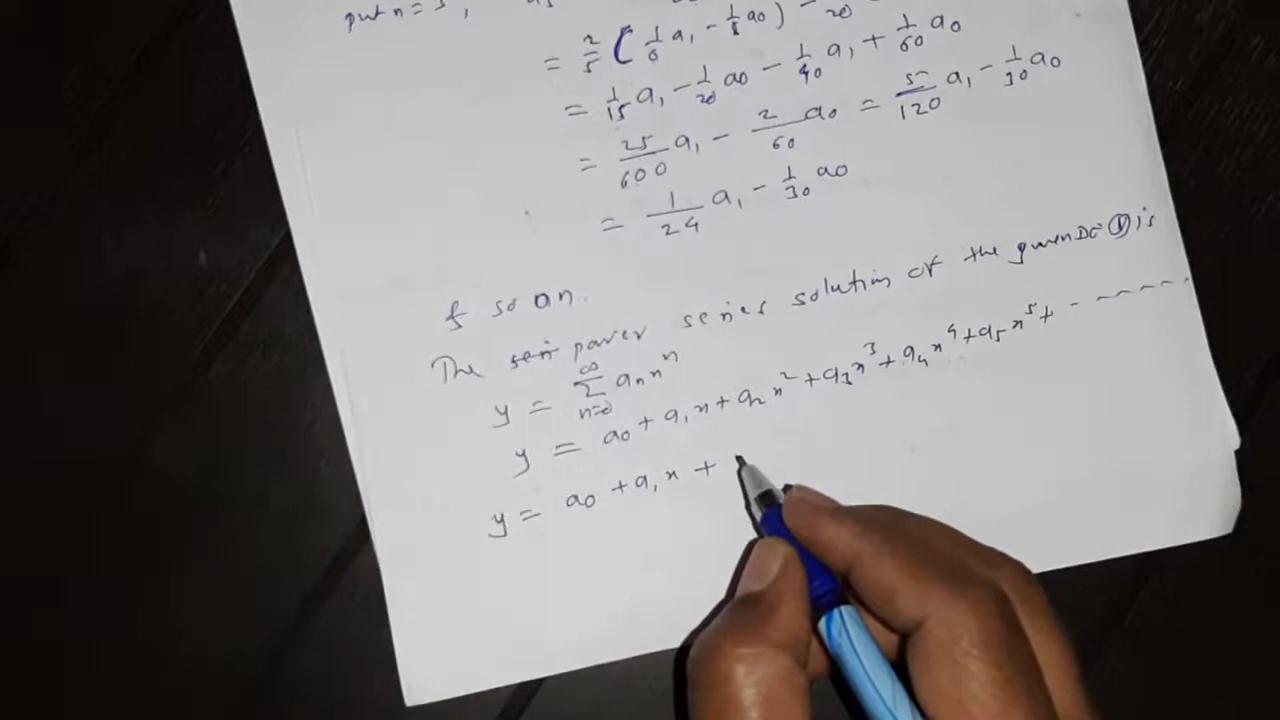 put n = 3,
= 2/5 ( 1/6 a₁ - 1/8 a₀ ) - /20
= 1/15 a₁ - 1/20 a₀ - 1/40 a₁ + 1/60 a₀
= 25/600 a₁ - 2/60 a₀ = 5/120 a₁ - 1/30 a₀
= 1/24 a₁ - 1/30 a₀
& so on.
The power series solution of the given DE ① is
y = ∑_{n=0}^{∞} aₙxⁿ
y = a₀ + a₁x + a₂x² + a₃x³ + a₄x⁴ + a₅x⁵ + - - - - - -
y = a₀ + a₁x +